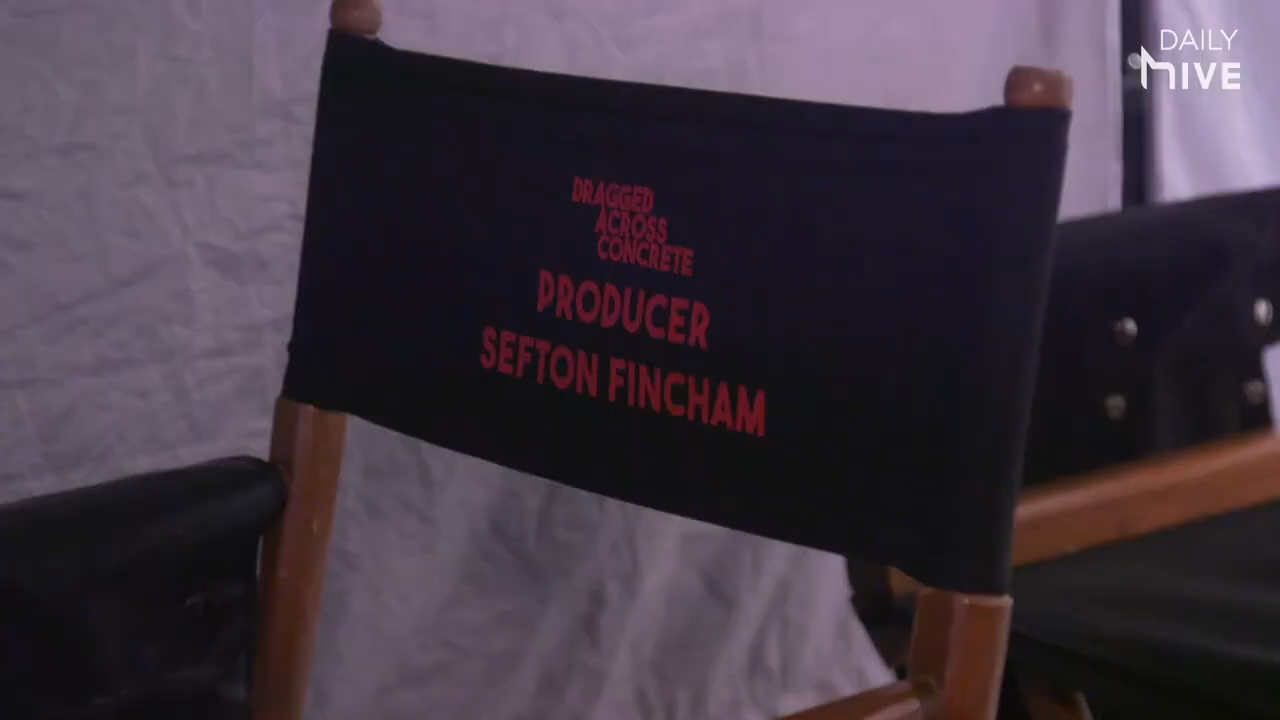 DAILY
HIVE
DRAGGED
ACROSS
CONCRETE
PRODUCER
SEFTON FINCHAM